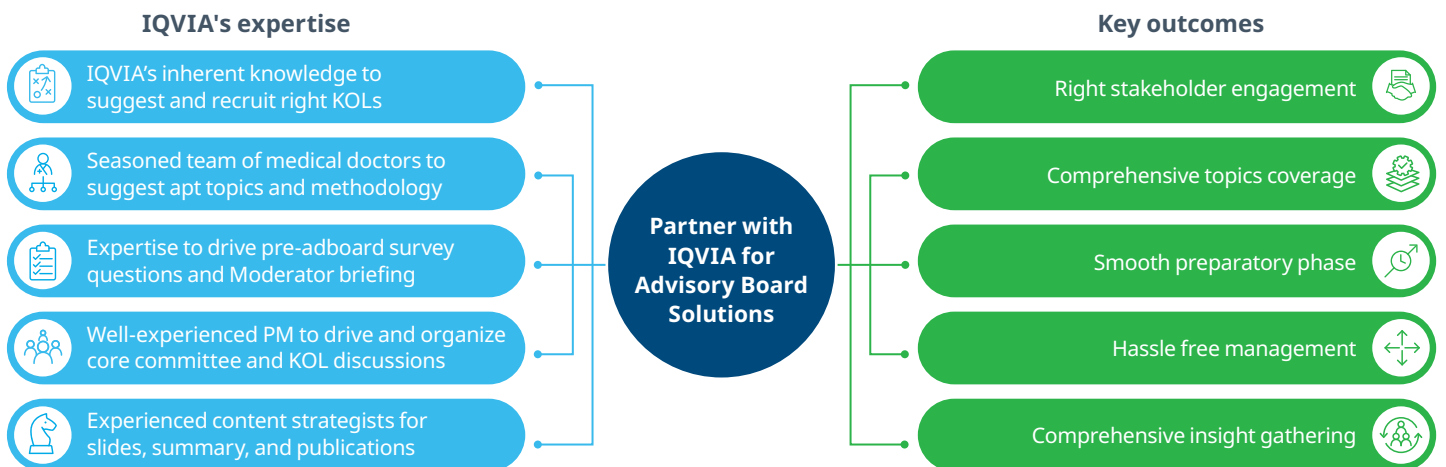 IQVIA's expertise
IQVIA’s inherent knowledge to
suggest and recruit right KOLs
Seasoned team of medical doctors to
suggest apt topics and methodology
Expertise to drive pre-adboard survey
questions and Moderator briefing
Well-experienced PM to drive and organize
core committee and KOL discussions
Experienced content strategists for
slides, summary, and publications
Partner with
IQVIA for
Advisory Board
Solutions
Key outcomes
Right stakeholder engagement
Comprehensive topics coverage
Smooth preparatory phase
Hassle free management
Comprehensive insight gathering